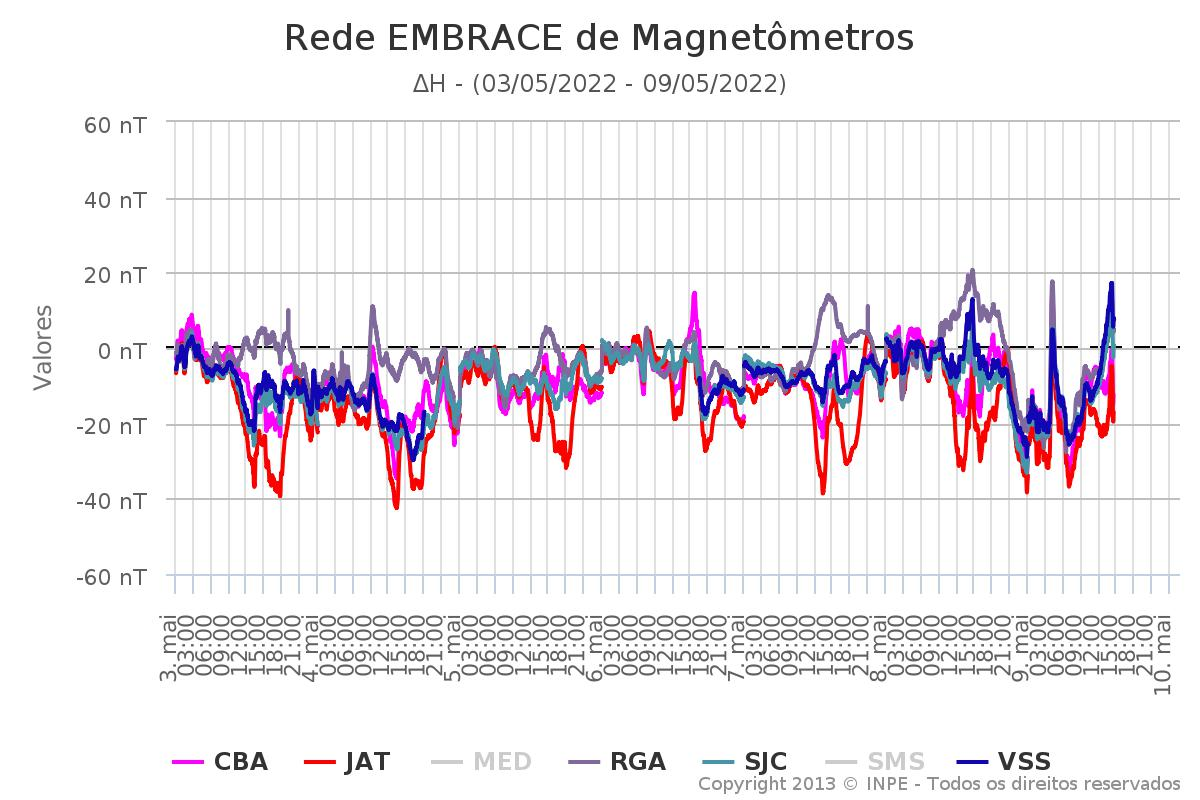 Rede EMBRACE de Magnetômetros
ΔH - (03/05/2022 - 09/05/2022)
60 nT
40 nT
20 nT
0 nT
-20 nT
-40 nT
-60 nT
Valores
3. mai 03:00 06:00 09:00 12:00 15:00 18:00 21:00 4. mai 03:00 06:00 09:00 12:00 15:00 18:00 21:00 5. mai 03:00 06:00 09:00 12:00 15:00 18:00 21:00 6. mai 03:00 06:00 09:00 12:00 15:00 18:00 21:00 7. mai 03:00 06:00 09:00 12:00 15:00 18:00 21:00 8. mai 03:00 06:00 09:00 12:00 15:00 18:00 21:00 9. mai 03:00 06:00 09:00 12:00 15:00 18:00 21:00 10. mai
CBA JAT MED RGA SJC SMS VSS
Copyright 2013 © INPE - Todos os direitos reservados